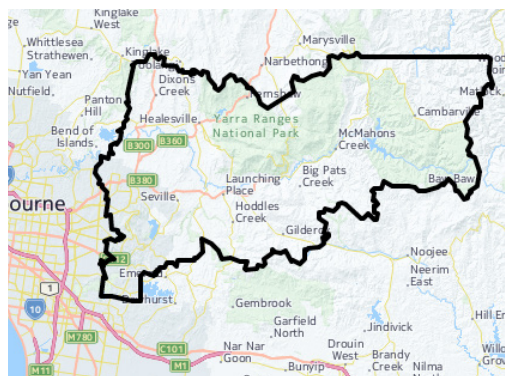 Kinglake
West
Marysville
Whittlesea
Strathewen
Kinglake
Narbethong
Yan Yean
Dixons
Creek
Nutfield
Panton
Hill
Fernshaw
Cambarville
Healesville
Yarra Ranges
National Park
Bend of
Islands
B300
B360
McMahons
Creek
B380
Launching
Place
Big Pats
Creek
Seville
Hoddles
Creek
Noojee
Neerim
East
Gembrook
Garfield
North
1
10
M780
C101
M11
M1
Nar Nar
Goon
Bunyip
Drouin
West
Jindivick
Brandy
Creek
Nilma